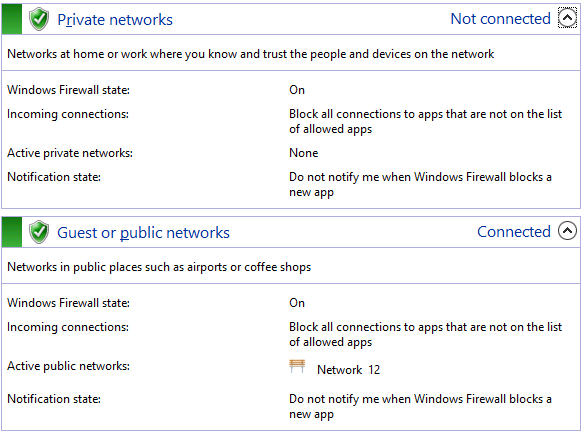 Private networks Not connected
Networks at home or work where you know and trust the people and devices on the network
Windows Firewall state: On
Incoming connections: Block all connections to apps that are not on the list
of allowed apps
Active private networks: None
Notification state: Do not notify me when Windows Firewall blocks a
new app
Guest or public networks Connected
Networks in public places such as airports or coffee shops
Windows Firewall state: On
Incoming connections: Block all connections to apps that are not on the list
of allowed apps
Active public networks: Network 12
Notification state: Do not notify me when Windows Firewall blocks a
new app